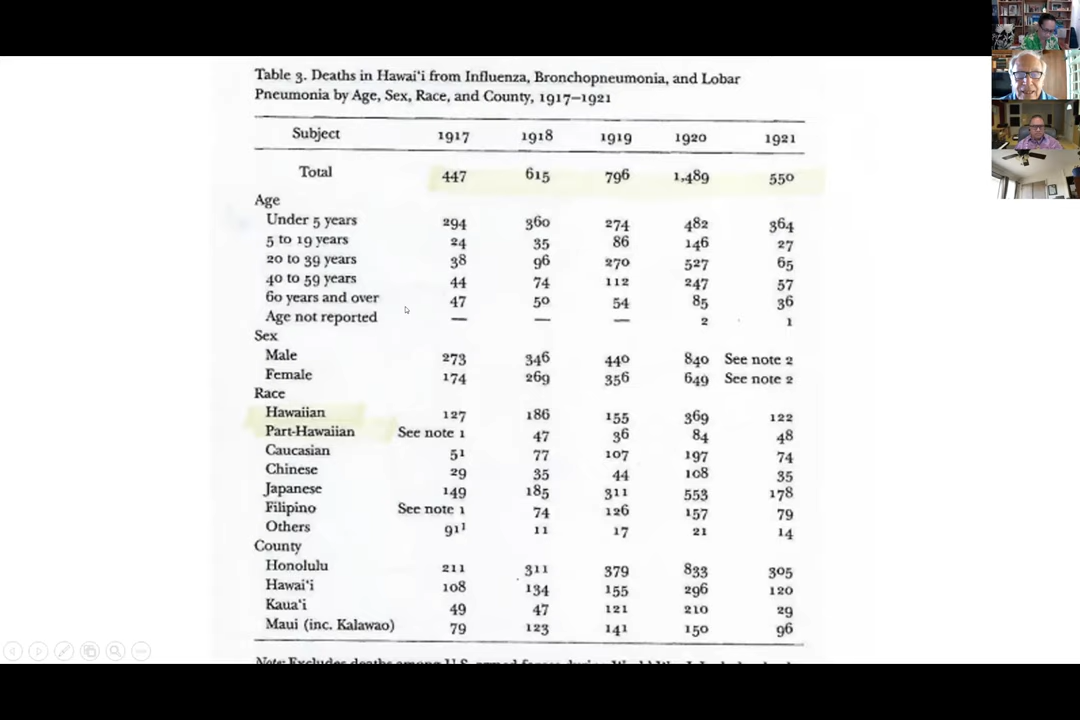 Table 3. Deaths in Hawai'i from Influenza, Bronchopneumonia, and Lobar
Pneumonia by Age, Sex, Race, and County, 1917–1921
Subject 1917 1918 1919 1920 1921
Total 447 615 796 1,489 550
Age
Under 5 years 294 360 274 482 364
5 to 19 years 24 35 86 146 27
20 to 39 years 38 96 270 527 65
40 to 59 years 44 74 112 247 57
60 years and over 47 50 54 85 36
Age not reported — — — 2 1
Sex
Male 273 346 440 840 See note 2
Female 174 269 356 649 See note 2
Race
Hawaiian 127 186 155 369 122
Part-Hawaiian See note 1 47 36 84 48
Caucasian 51 77 107 197 74
Chinese 29 35 44 108 35
Japanese 149 185 311 553 178
Filipino See note 1 74 126 157 79
Others 91¹ 11 17 21 14
County
Honolulu 211 311 379 833 305
Hawai'i 108 134 155 296 120
Kaua'i 49 47 121 210 29
Maui (inc. Kalawao) 79 123 141 150 96
Note: Excludes deaths among U.S. armed forces during World War I